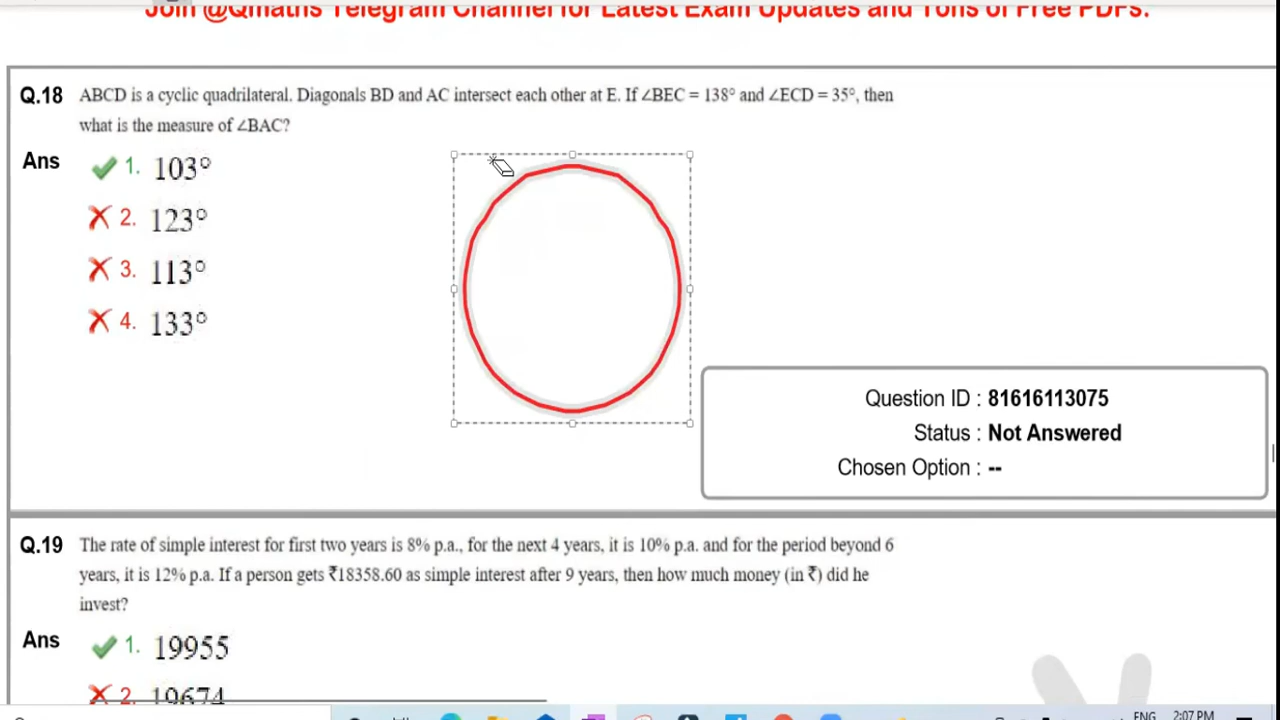 Join @Qmaths Telegram Channel for Latest Exam Updates and Tons of Free PDFs.
Q.18 ABCD is a cyclic quadrilateral. Diagonals BD and AC intersect each other at E. If ∠BEC = 138° and ∠ECD = 35°, then
what is the measure of ∠BAC?
Ans 1. 103°
2. 123°
3. 113°
4. 133°
Question ID : 81616113075
Status : Not Answered
Chosen Option : --
Q.19 The rate of simple interest for first two years is 8% p.a., for the next 4 years, it is 10% p.a. and for the period beyond 6
years, it is 12% p.a. If a person gets ₹18358.60 as simple interest after 9 years, then how much money (in ₹) did he
invest?
Ans 1. 19955
2. 19674
ENG 2:07 PM